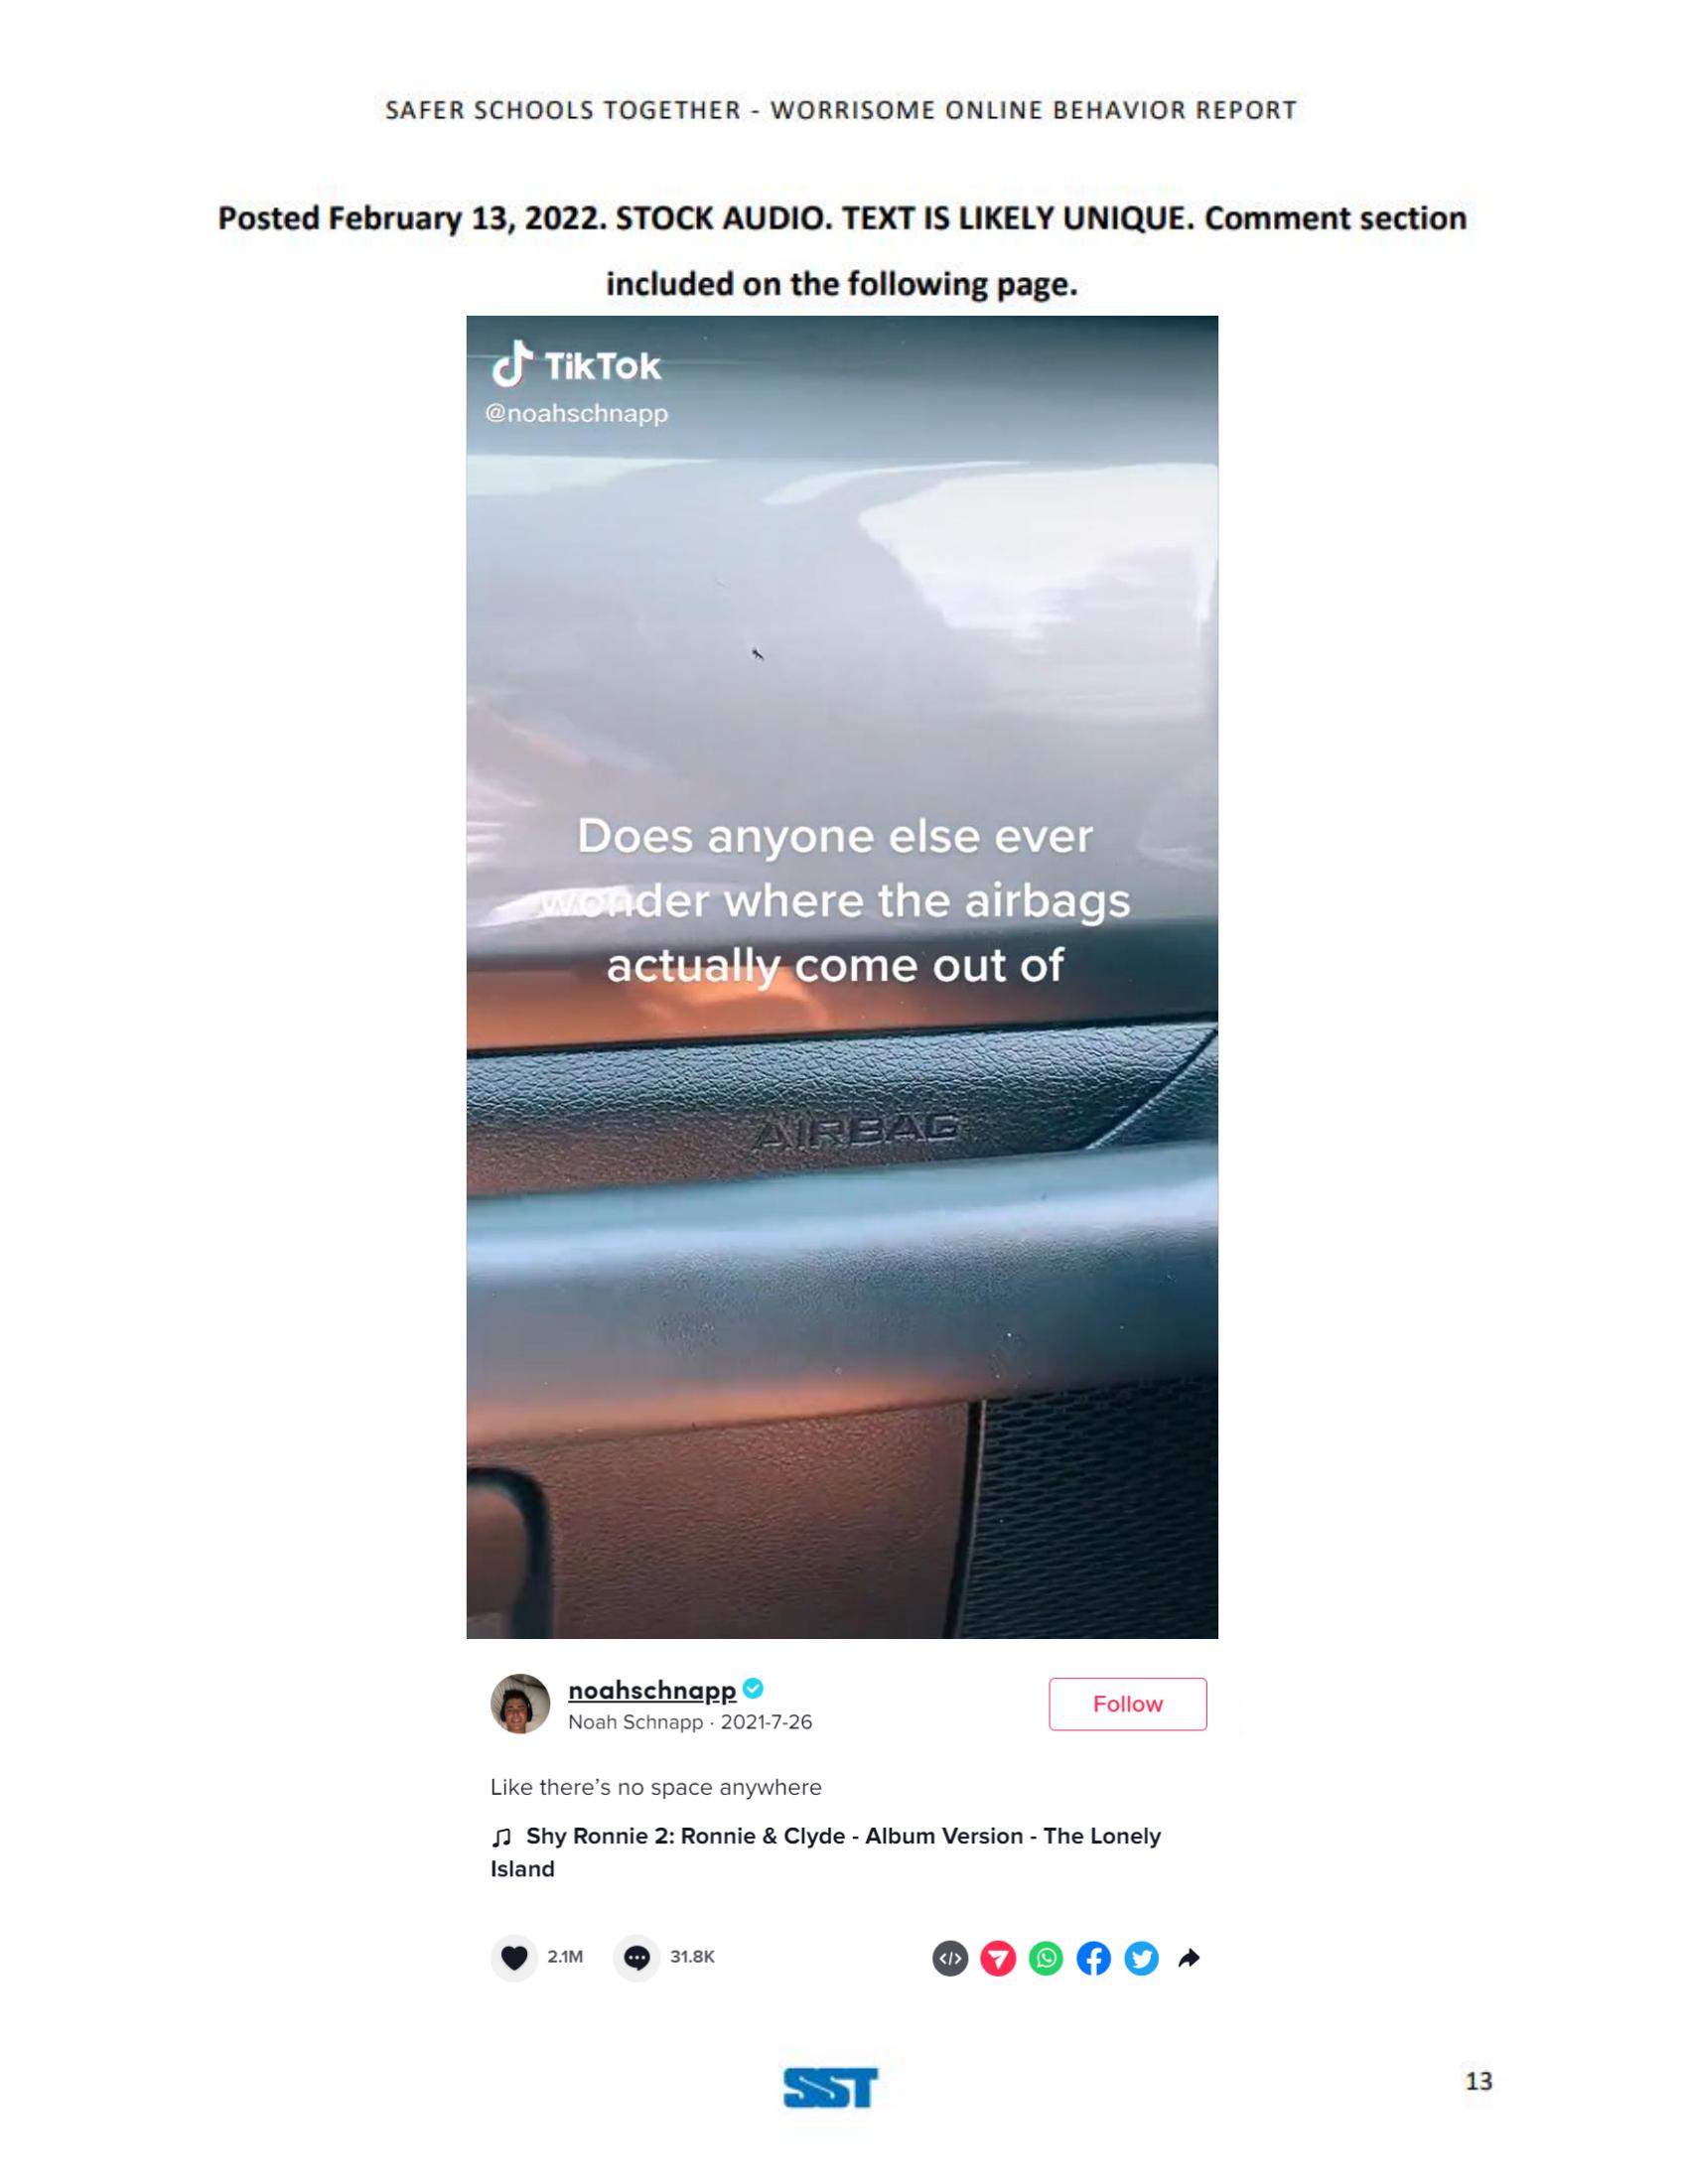 SAFER SCHOOLS TOGETHER - WORRISOME ONLINE BEHAVIOR REPORT
Posted February 13, 2022. STOCK AUDIO. TEXT IS LIKELY UNIQUE. Comment section
included on the following page.
TikTok
@noahschnapp
Does anyone else ever
wonder where the airbags
actually come out of
AIRBAG
noahschnapp
Noah Schnapp · 2021-7-26
Follow
Like there's no space anywhere
Shy Ronnie 2: Ronnie & Clyde - Album Version - The Lonely
Island
2.1M 31.8K
SST
13